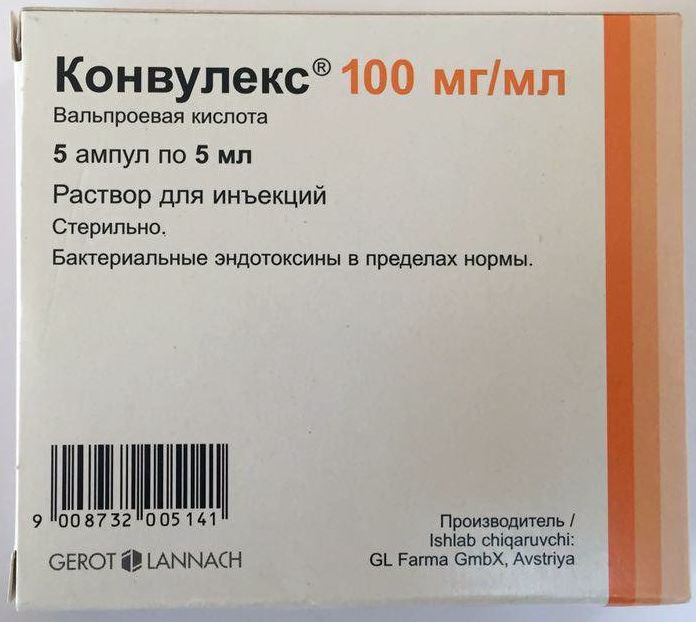 Конвулекс® 100 мг/мл
Вальпроевая кислота
5 ампул по 5 мл
Раствор для инъекций
Стерильно.
Бактериальные эндотоксины в пределах нормы.
9 008732 005141
GEROT LANNACH
Производитель /
Ishlab chiqaruvchi:
GL Farma GmbX, Avstriya